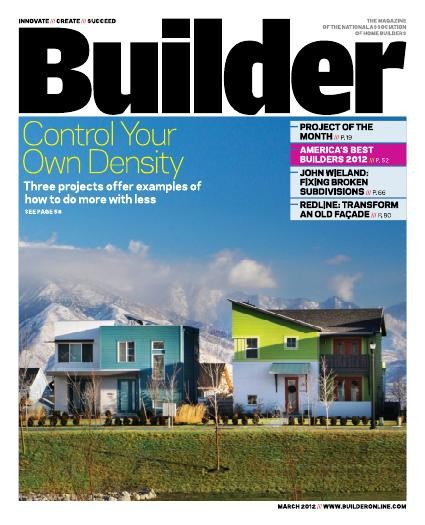 INNOVATE /// CREATE /// SUCCEED
THE MAGAZINE
OF THE NATIONAL ASSOCIATION
OF HOME BUILDERS
Builder
Control Your
Own Density
Three projects offer examples of
how to do more with less
PROJECT OF THE
MONTH /// P.19
AMERICA'S BEST
BUILDERS 2012 /// P.52
JOHN WIELAND:
FIXING BROKEN
SUBDIVISIONS /// P.66
REDLINE: TRANSFORM
AN OLD FAÇADE /// P.80
SEE PAGE
MARCH 2012 /// WWW.BUILDERONLINE.COM